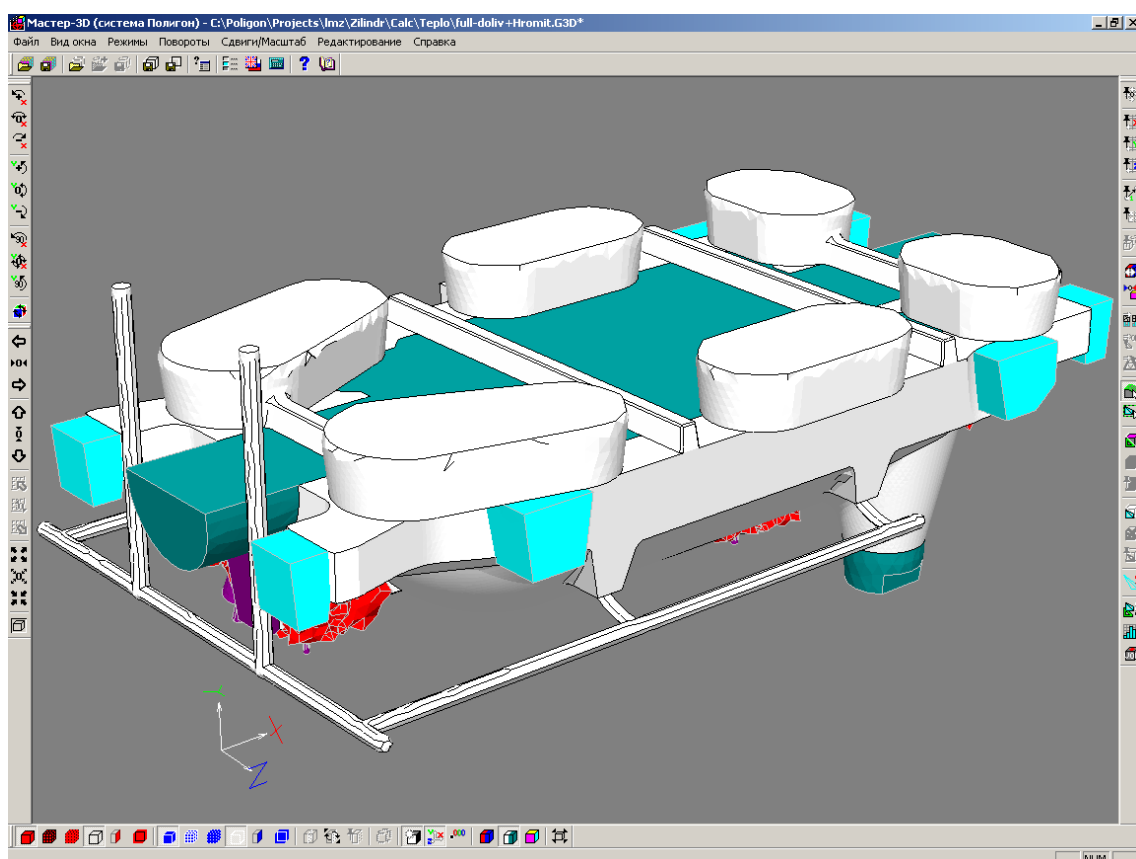 Мастер-3D (система Полигон) - C:\Poligon\Projects\lmz\Zilindr\Calc\Teplo\full-doliv+Hromit.G3D*
Файл Вид окна Режимы Повороты Сдвиги/Масштаб Редактирование Справка
Y
X
Z
NUM